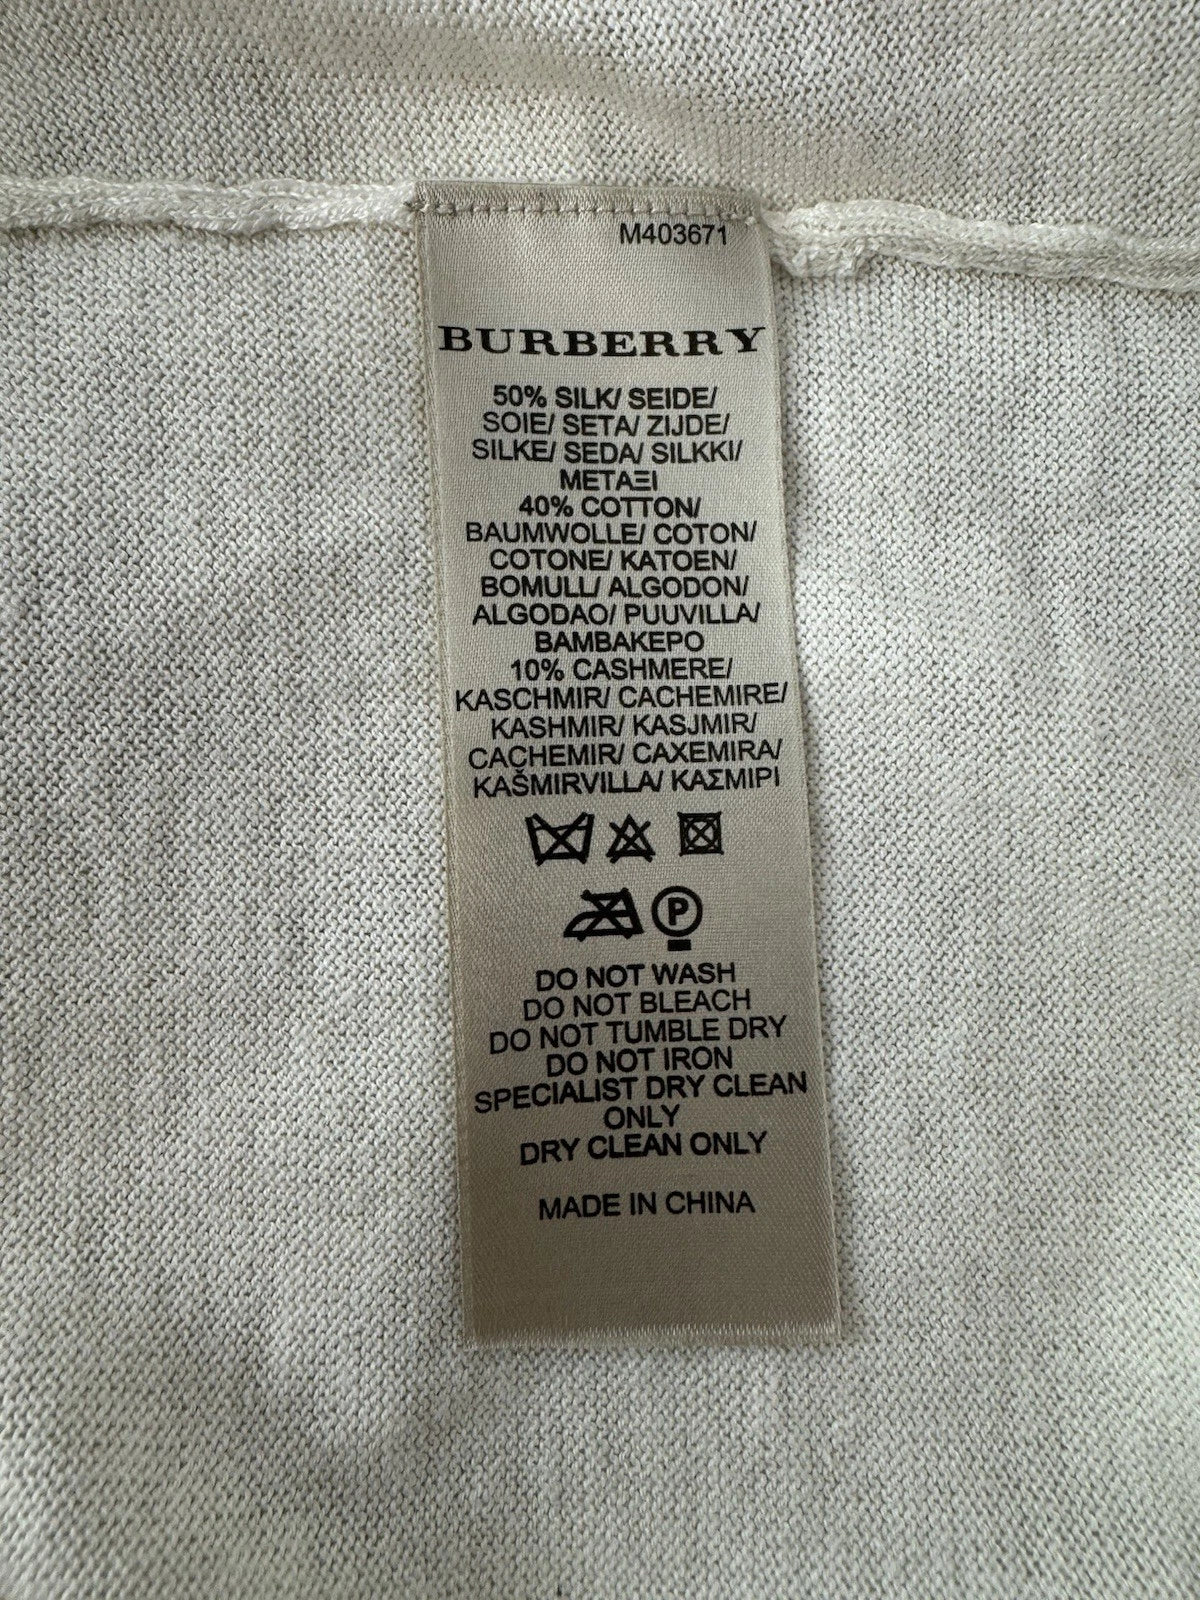 M403671
BURBERRY
50% SILK/ SEIDE/
SOIE/ SETA/ ZIJDE/
SILKE/ SEDA/ SILKKI/
ΜΕΤΑΞΙ
40% COTTON/
BAUMWOLLE/ COTON/
COTONE/ KATOEN/
BOMULL/ ALGODON/
ALGODAO/ PUUVILLA/
BAMBAKEPO
10% CASHMERE/
KASCHMIR/ CACHEMIRE/
KASHMIR/ KASJMIR/
CACHEMIR/ CAXEMIRA/
KAŠMIRVILLA/ ΚΑΣΜΙΡΙ
P
DO NOT WASH
DO NOT BLEACH
DO NOT TUMBLE DRY
DO NOT IRON
SPECIALIST DRY CLEAN
ONLY
DRY CLEAN ONLY
MADE IN CHINA